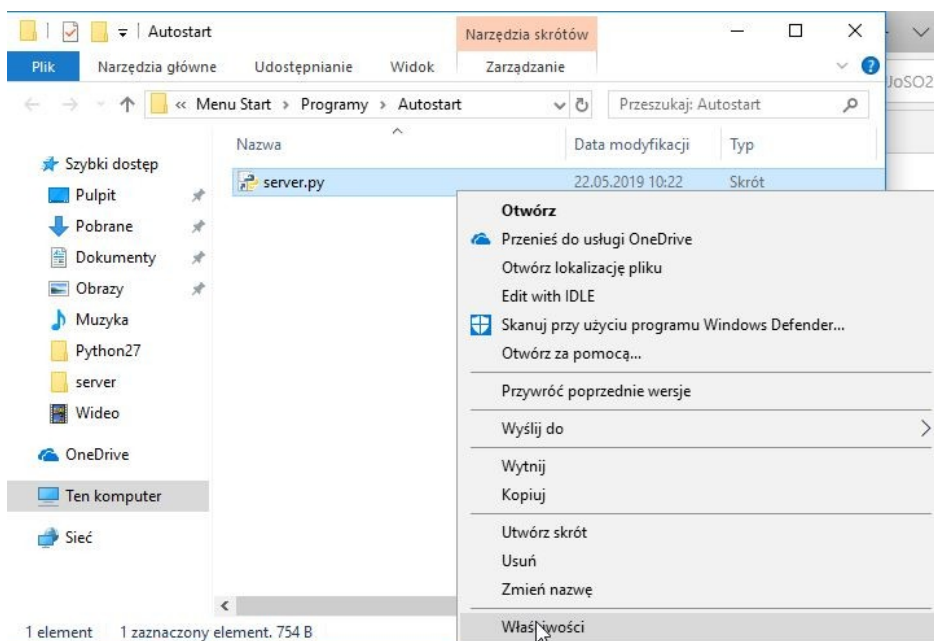 Autostart
Narzędzia skrótów
Plik
Narzędzia główne
Udostępnianie
Widok
Zarządzanie
« Menu Start > Programy > Autostart
Przeszukaj: Autostart
JoSO2
Nazwa
Data modyfikacji
Typ
server.py
22.05.2019 10:22
Skrót
Szybki dostęp
Pulpit
Pobrane
Dokumenty
Obrazy
Muzyka
Python27
server
Wideo
OneDrive
Ten komputer
Sieć
Otwórz
Przenieś do usługi OneDrive
Otwórz lokalizację pliku
Edit with IDLE
Skanuj przy użyciu programu Windows Defender...
Otwórz za pomocą...
Przywróć poprzednie wersje
Wyślij do
Wytnij
Kopiuj
Utwórz skrót
Usuń
Zmień nazwę
Właściwości
1 element
1 zaznaczony element. 754 B